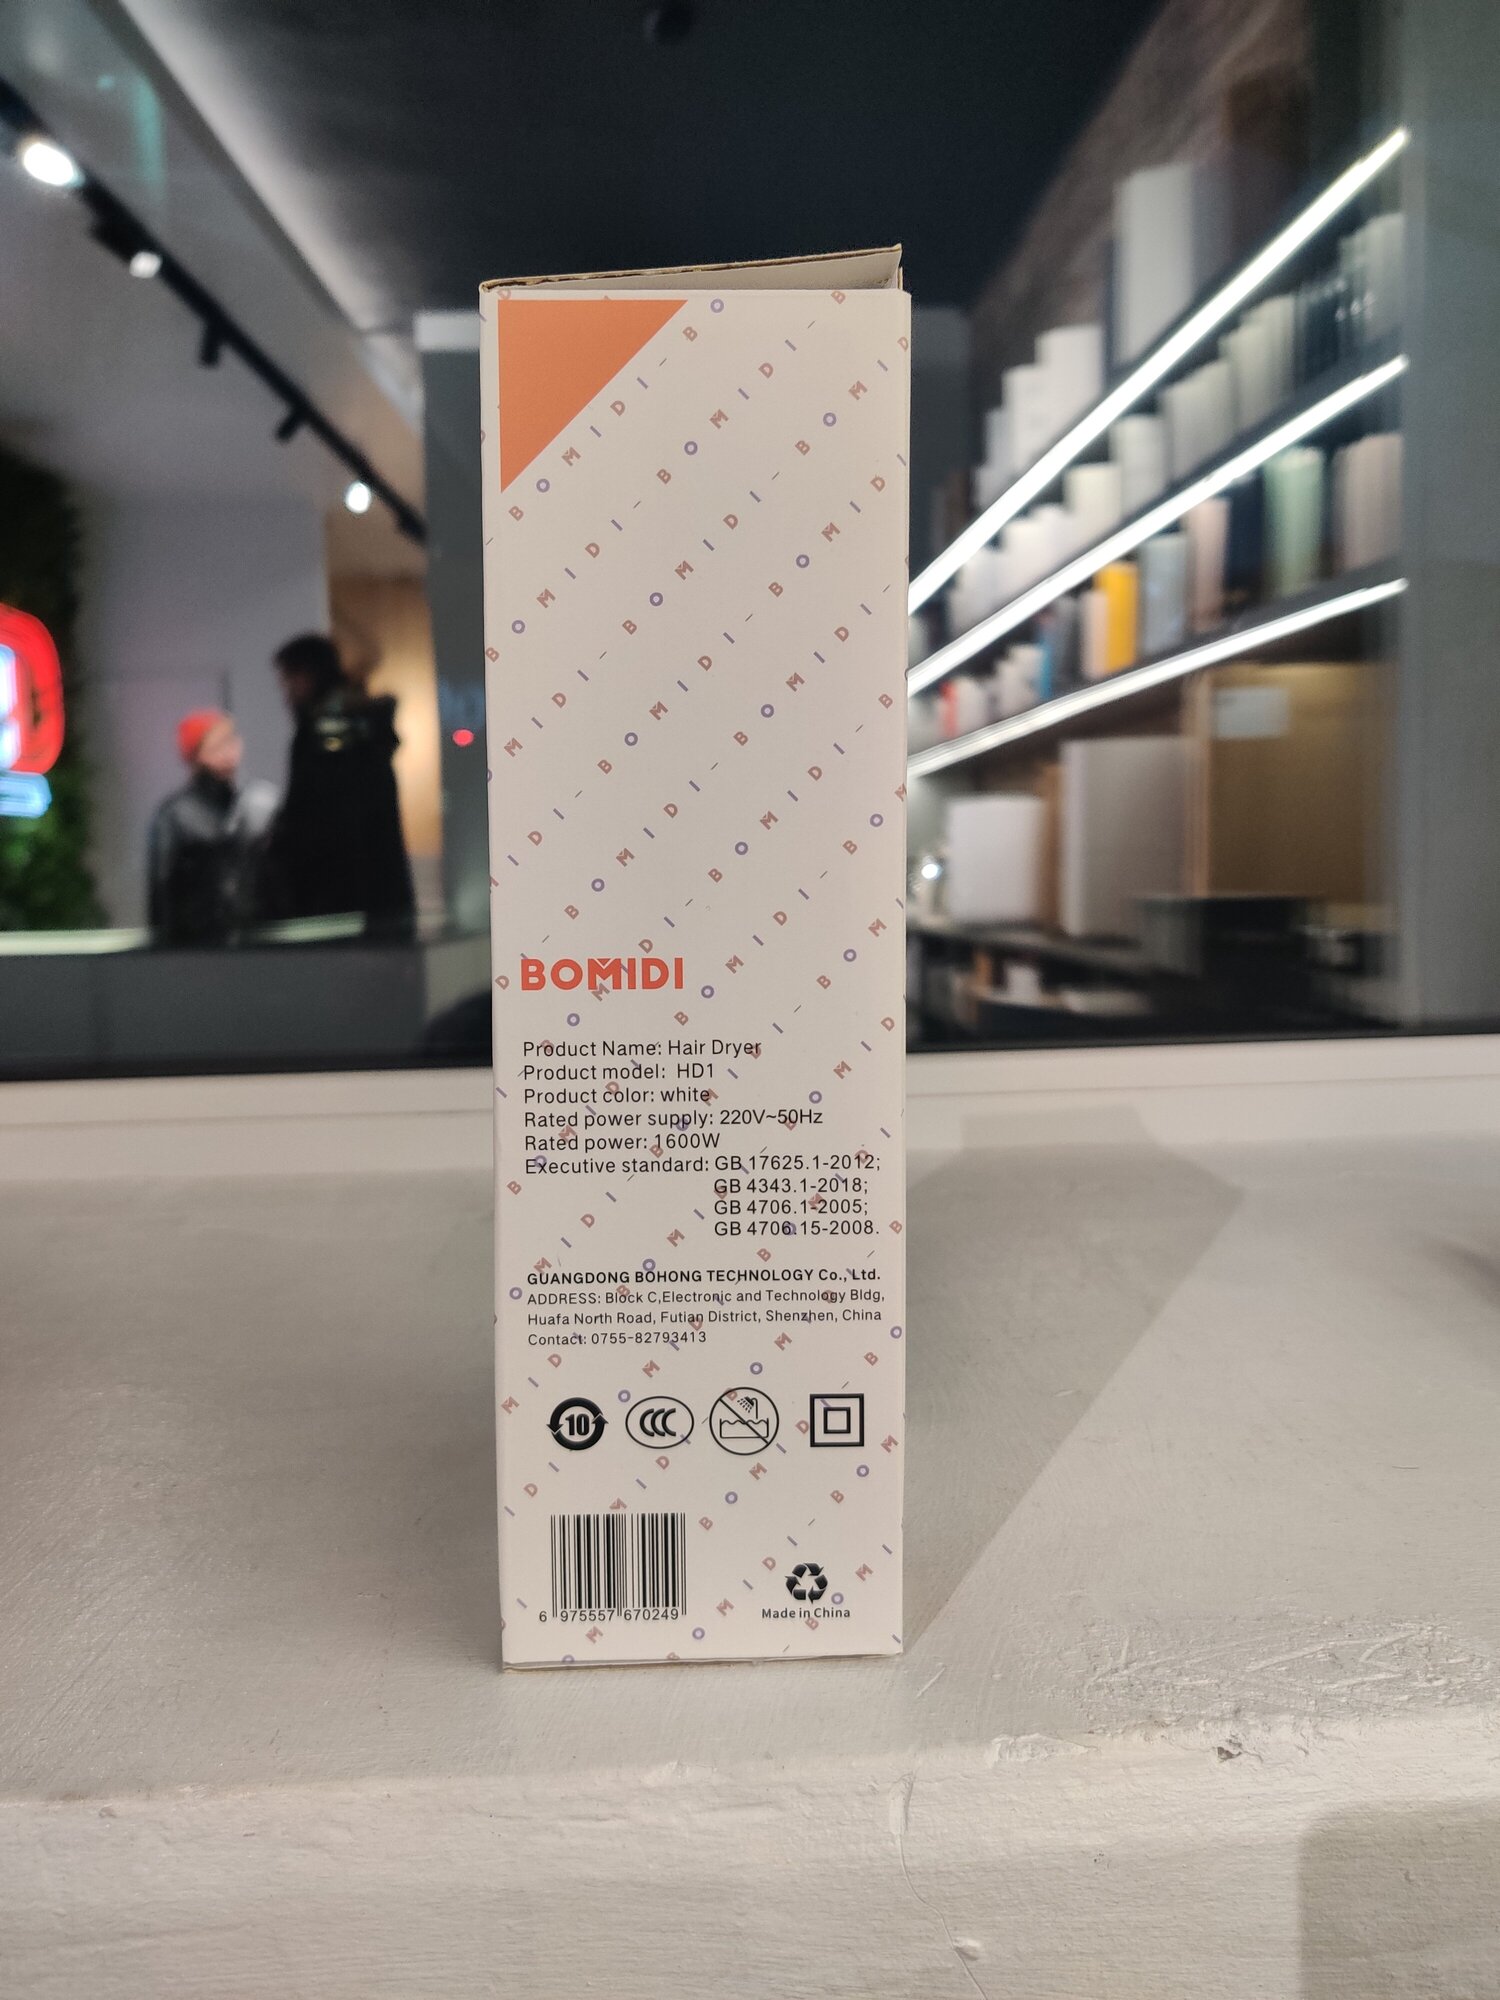 BOMIDI
Product Name: Hair Dryer
Product model: HD1
Product color: white
Rated power supply: 220V~50Hz
Rated power: 1600W
Executive standard: GB 17625.1-2012;
GB 4343.1-2018;
GB 4706.1-2005;
GB 4706.15-2008.
GUANGDONG BOHONG TECHNOLOGY Co., Ltd.
ADDRESS: Block C,Electronic and Technology Bldg,
Huafa North Road, Futian District, Shenzhen, China
Contact: 0755-82793413
10 CCC
6 975557 670249
Made in China